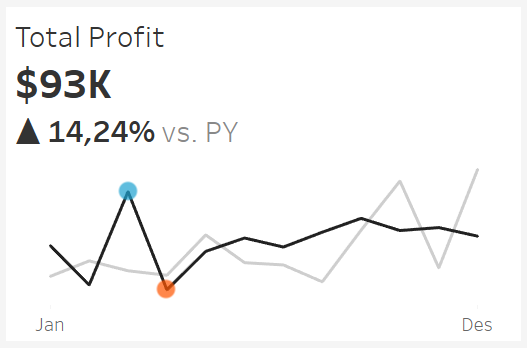 Total Profit
$93K
▲ 14,24% vs. PY
Jan Des